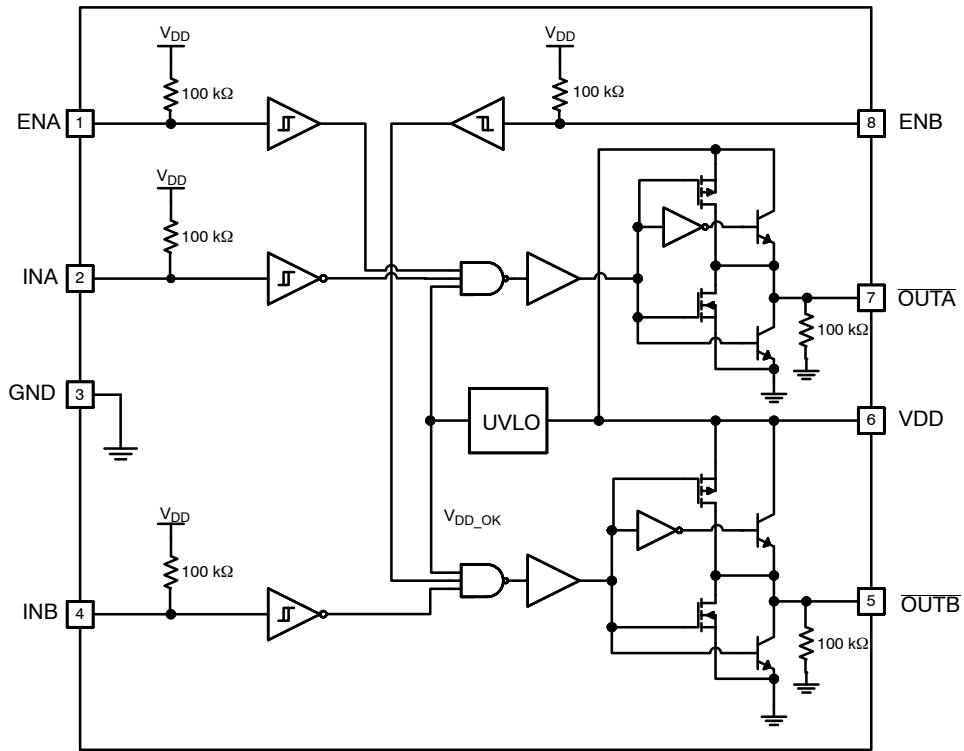 V_DD
100 kΩ
V_DD
100 kΩ
ENA
1
8
ENB
V_DD
100 kΩ
INA
2
7
OUTA
100 kΩ
GND
3
UVLO
6
VDD
V_DD_OK
V_DD
100 kΩ
INB
4
5
OUTB
100 kΩ